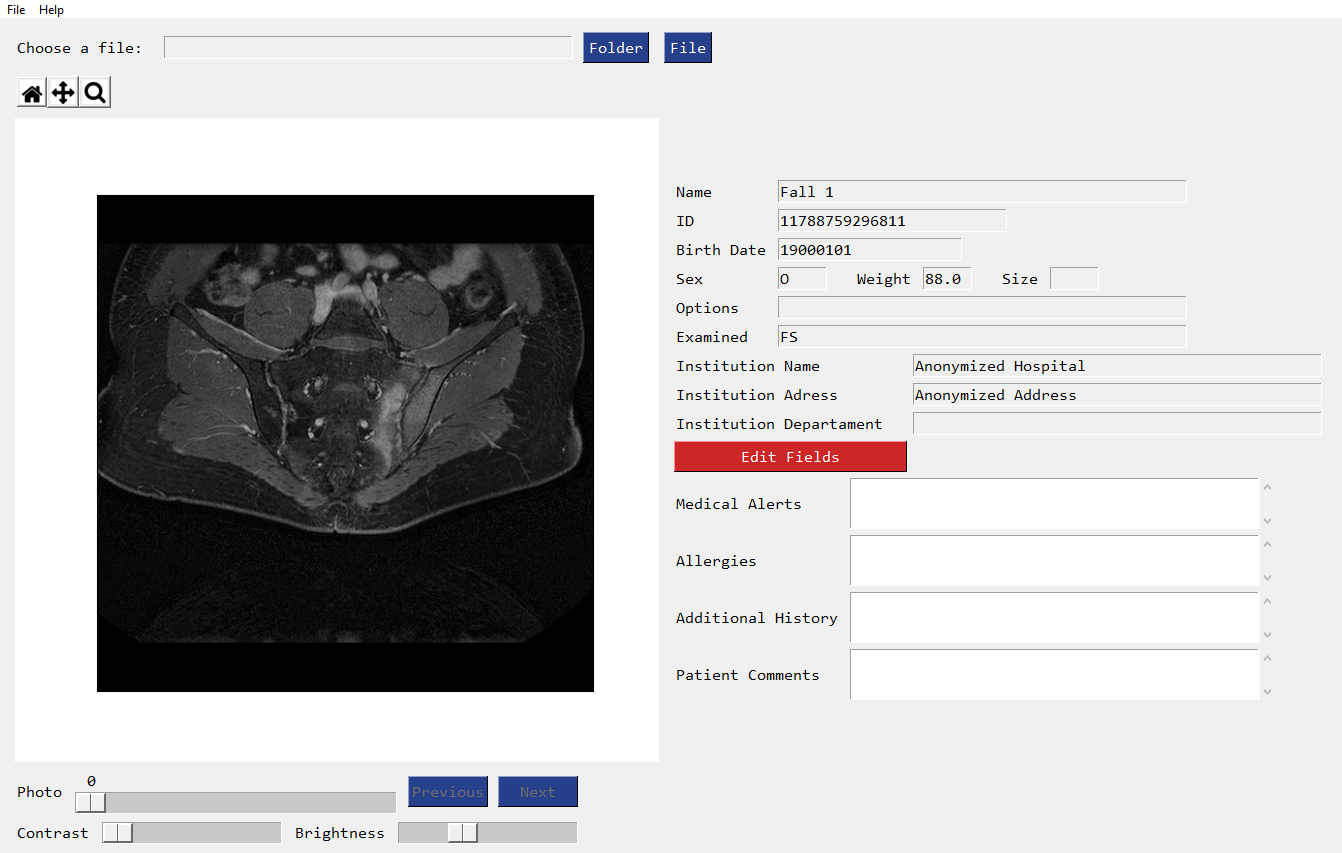 File Help
Choose a file: Folder File
Name Fall 1
ID 11788759296811
Birth Date 19000101
Sex O Weight 88.0 Size
Options
Examined FS
Institution Name Anonymized Hospital
Institution Adress Anonymized Address
Institution Departament
Edit Fields
Medical Alerts
Allergies
Additional History
Patient Comments
0
Photo Previous Next
Contrast Brightness